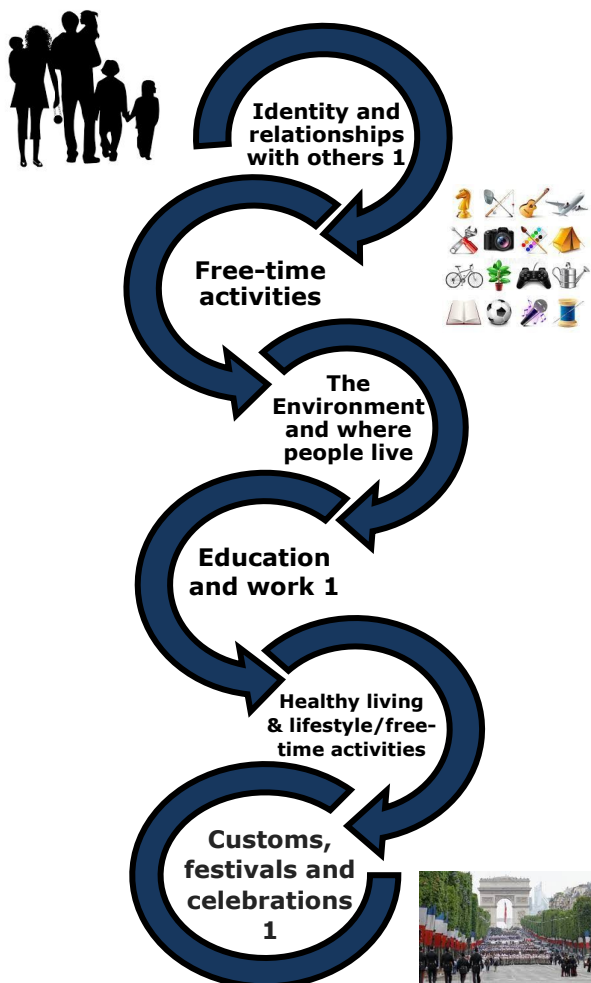 Identity and
relationships
with others 1
Free-time
activities
The
Environment
and where
people live
Education
and work 1
Healthy living
& lifestyle/free-
time activities
Customs,
festivals and
celebrations
1